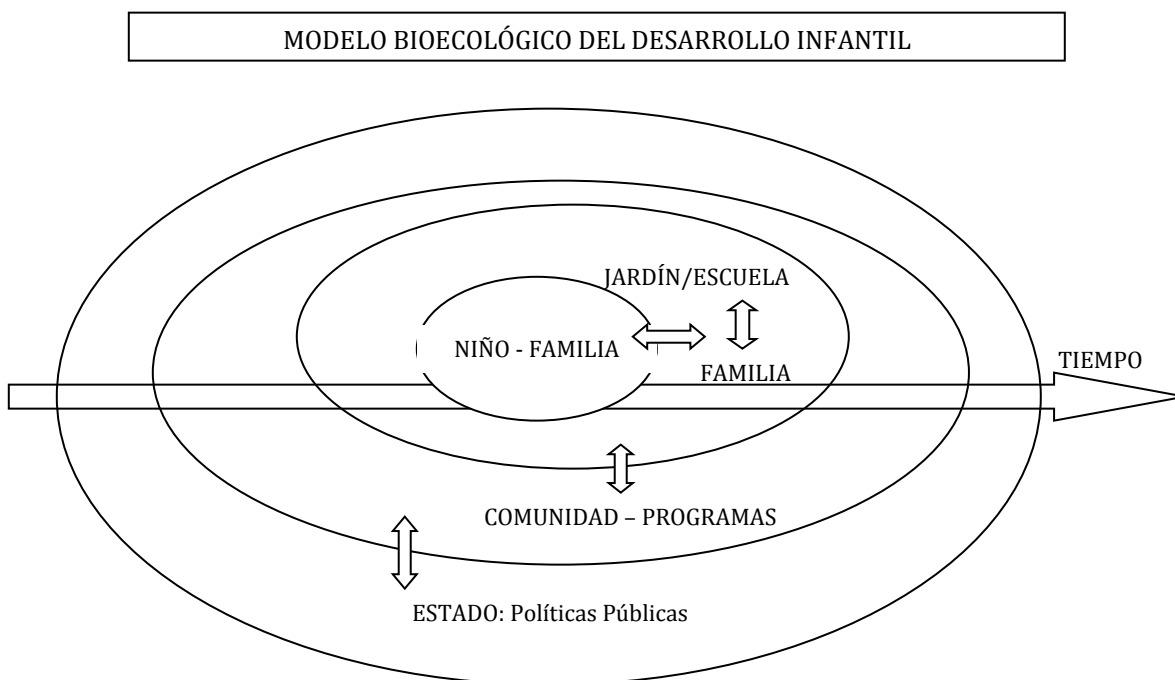 MODELO BIOECOLÓGICO DEL DESARROLLO INFANTIL
JARDÍN/ESCUELA
NIÑO - FAMILIA
FAMILIA
TIEMPO
COMUNIDAD – PROGRAMAS
ESTADO: Políticas Públicas